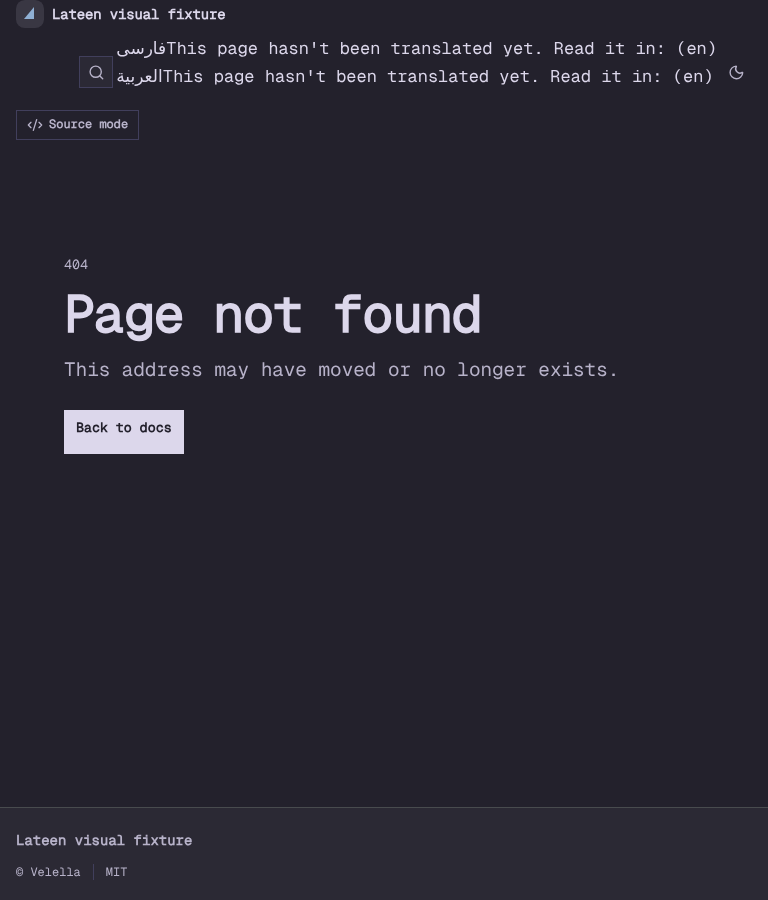 Lateen visual fixture
فارسیThis page hasn't been translated yet. Read it in: (en)
العربيةThis page hasn't been translated yet. Read it in: (en)
</> Source mode
404
Page not found
This address may have moved or no longer exists.
Back to docs
Lateen visual fixture
© Velella MIT